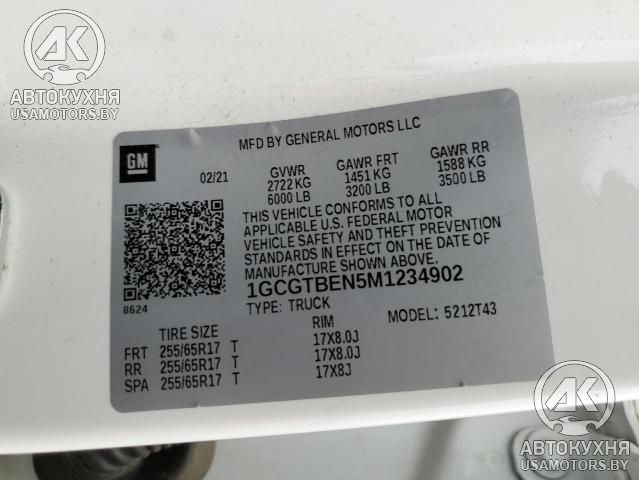 АК
АВТОКУХНЯ
USAMOTORS.BY
АК
АВТОКУХНЯ
USAMOTORS.BY
MFD BY GENERAL MOTORS LLC
GM
02/21 GVWR GAWR FRT GAWR RR
2722 KG 1451 KG 1588 KG
6000 LB 3200 LB 3500 LB
THIS VEHICLE CONFORMS TO ALL
APPLICABLE U.S. FEDERAL MOTOR
VEHICLE SAFETY AND THEFT PREVENTION
STANDARDS IN EFFECT ON THE DATE OF
MANUFACTURE SHOWN ABOVE.
1GCGTBEN5M1234902
8624
TYPE: TRUCK MODEL: 5212T43
TIRE SIZE RIM
FRT 255/65R17 T 17X8.0J
RR 255/65R17 T 17X8.0J
SPA 255/65R17 T 17X8J
АК
АВТОКУХНЯ
USAMOTORS.BY